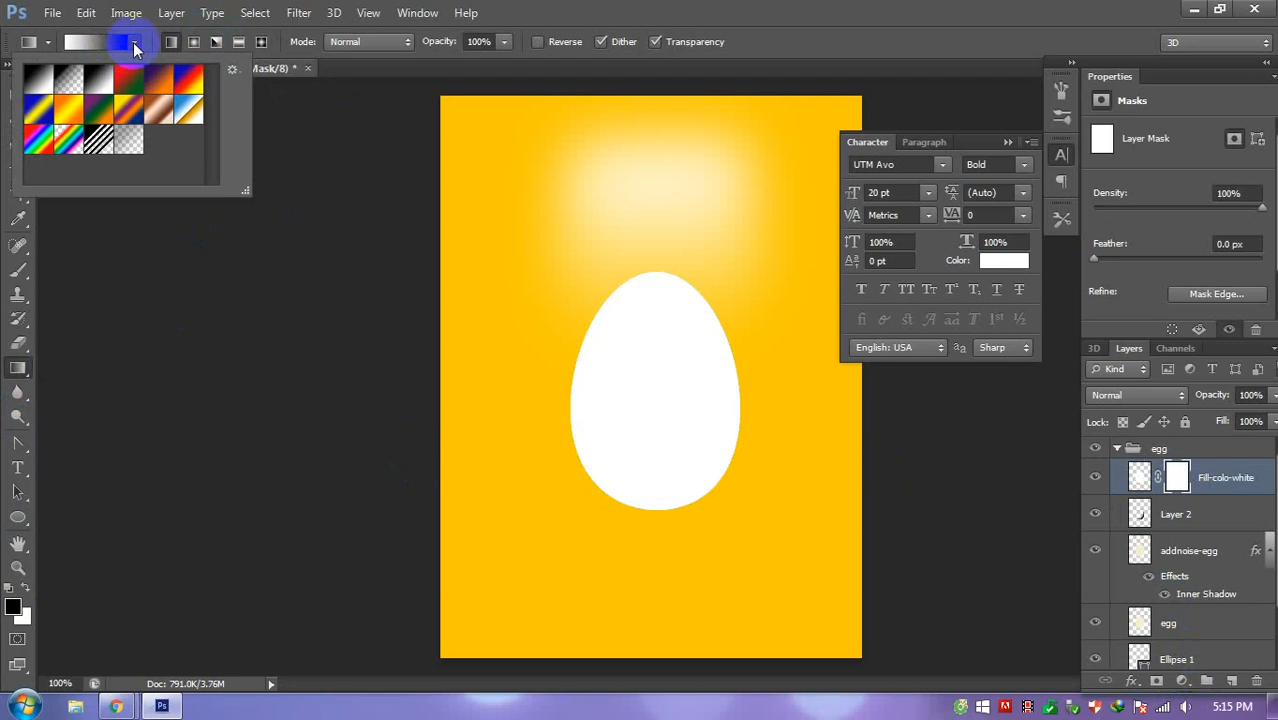 Ps File Edit Image Layer Type Select Filter 3D View Window Help
Mode: Normal Opacity: 100% Reverse Dither Transparency 3D
Mask/8) * ×
Properties
Masks
Layer Mask
Density: 100%
Feather: 0.0 px
Refine: Mask Edge...
Character Paragraph
UTM Avo Bold
20 pt (Auto)
Metrics 0
100% 100%
0 pt Color:
English: USA Sharp
3D Layers Channels
Kind
Normal Opacity: 100%
Lock: Fill: 100%
egg
Fill-colo-white
Layer 2
addnoise-egg fx
Effects
Inner Shadow
egg
Ellipse 1
100% Doc: 791.0K/3.76M
Ps 5:15 PM